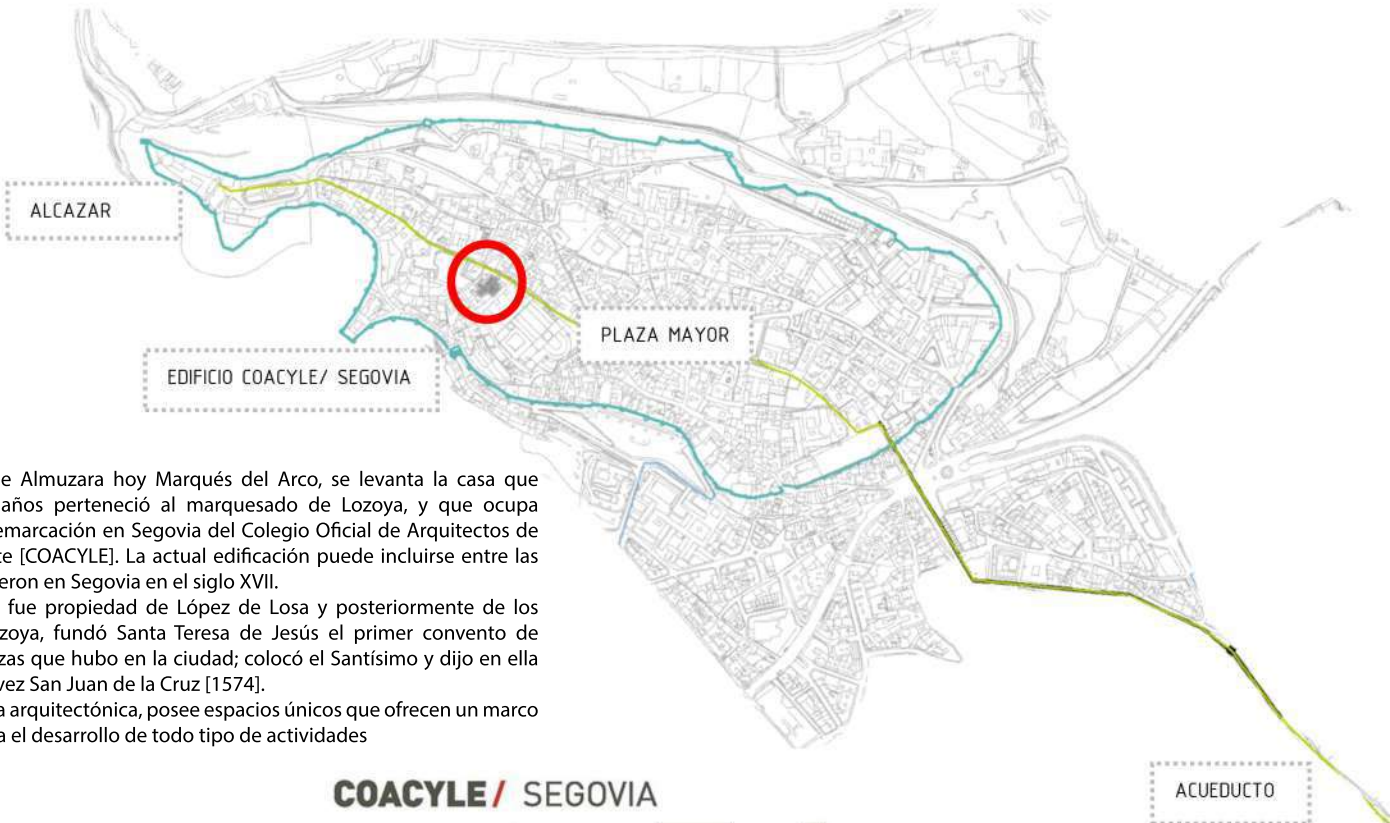 ALCAZAR
PLAZA MAYOR
EDIFICIO COACYLE/ SEGOVIA
e Almuzara hoy Marqués del Arco, se levanta la casa que
años perteneció al marquesado de Lozoya, y que ocupa
emarcación en Segovia del Colegio Oficial de Arquitectos de
te [COACYLE]. La actual edificación puede incluirse entre las
eron en Segovia en el siglo XVII.
fue propiedad de López de Losa y posteriormente de los
zoya, fundó Santa Teresa de Jesús el primer convento de
zas que hubo en la ciudad; colocó el Santísimo y dijo en ella
vez San Juan de la Cruz [1574].
a arquitectónica, posee espacios únicos que ofrecen un marco
a el desarrollo de todo tipo de actividades
COACYLE/ SEGOVIA
ACUEDUCTO